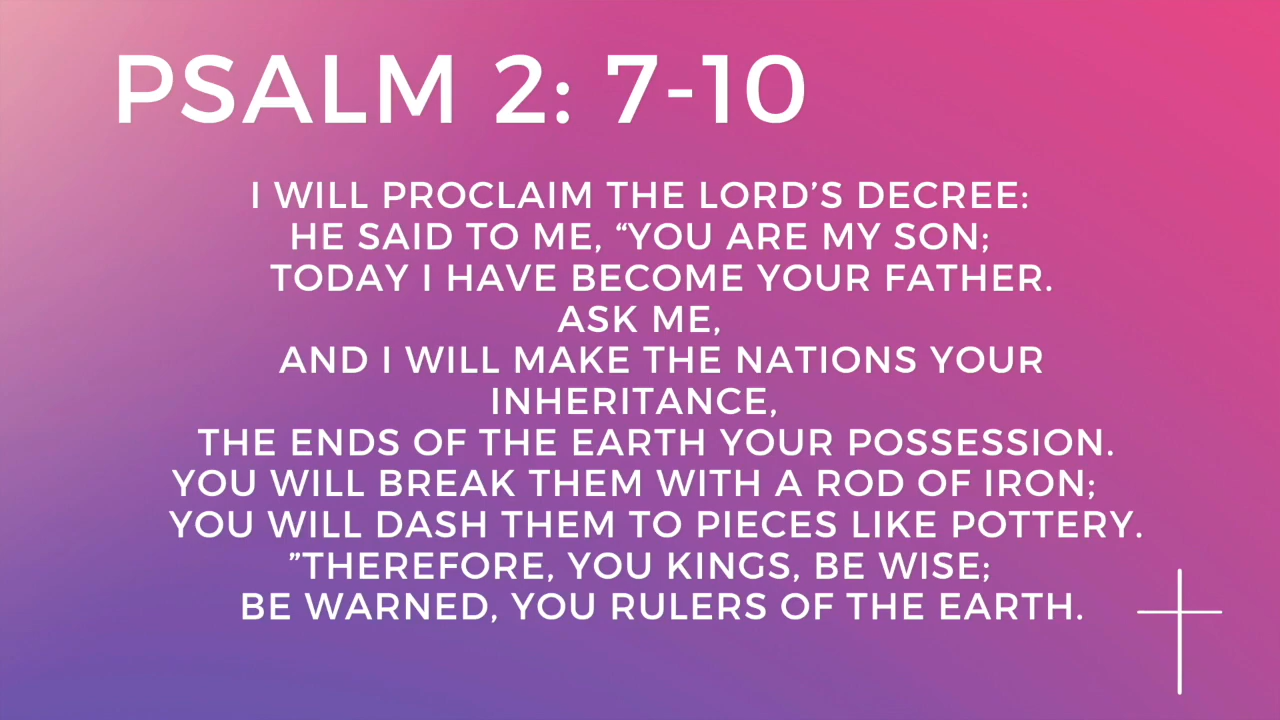 PSALM 2: 7-10
I WILL PROCLAIM THE LORD’S DECREE:
HE SAID TO ME, “YOU ARE MY SON;
TODAY I HAVE BECOME YOUR FATHER.
ASK ME,
AND I WILL MAKE THE NATIONS YOUR
INHERITANCE,
THE ENDS OF THE EARTH YOUR POSSESSION.
YOU WILL BREAK THEM WITH A ROD OF IRON;
YOU WILL DASH THEM TO PIECES LIKE POTTERY.
”THEREFORE, YOU KINGS, BE WISE;
BE WARNED, YOU RULERS OF THE EARTH.